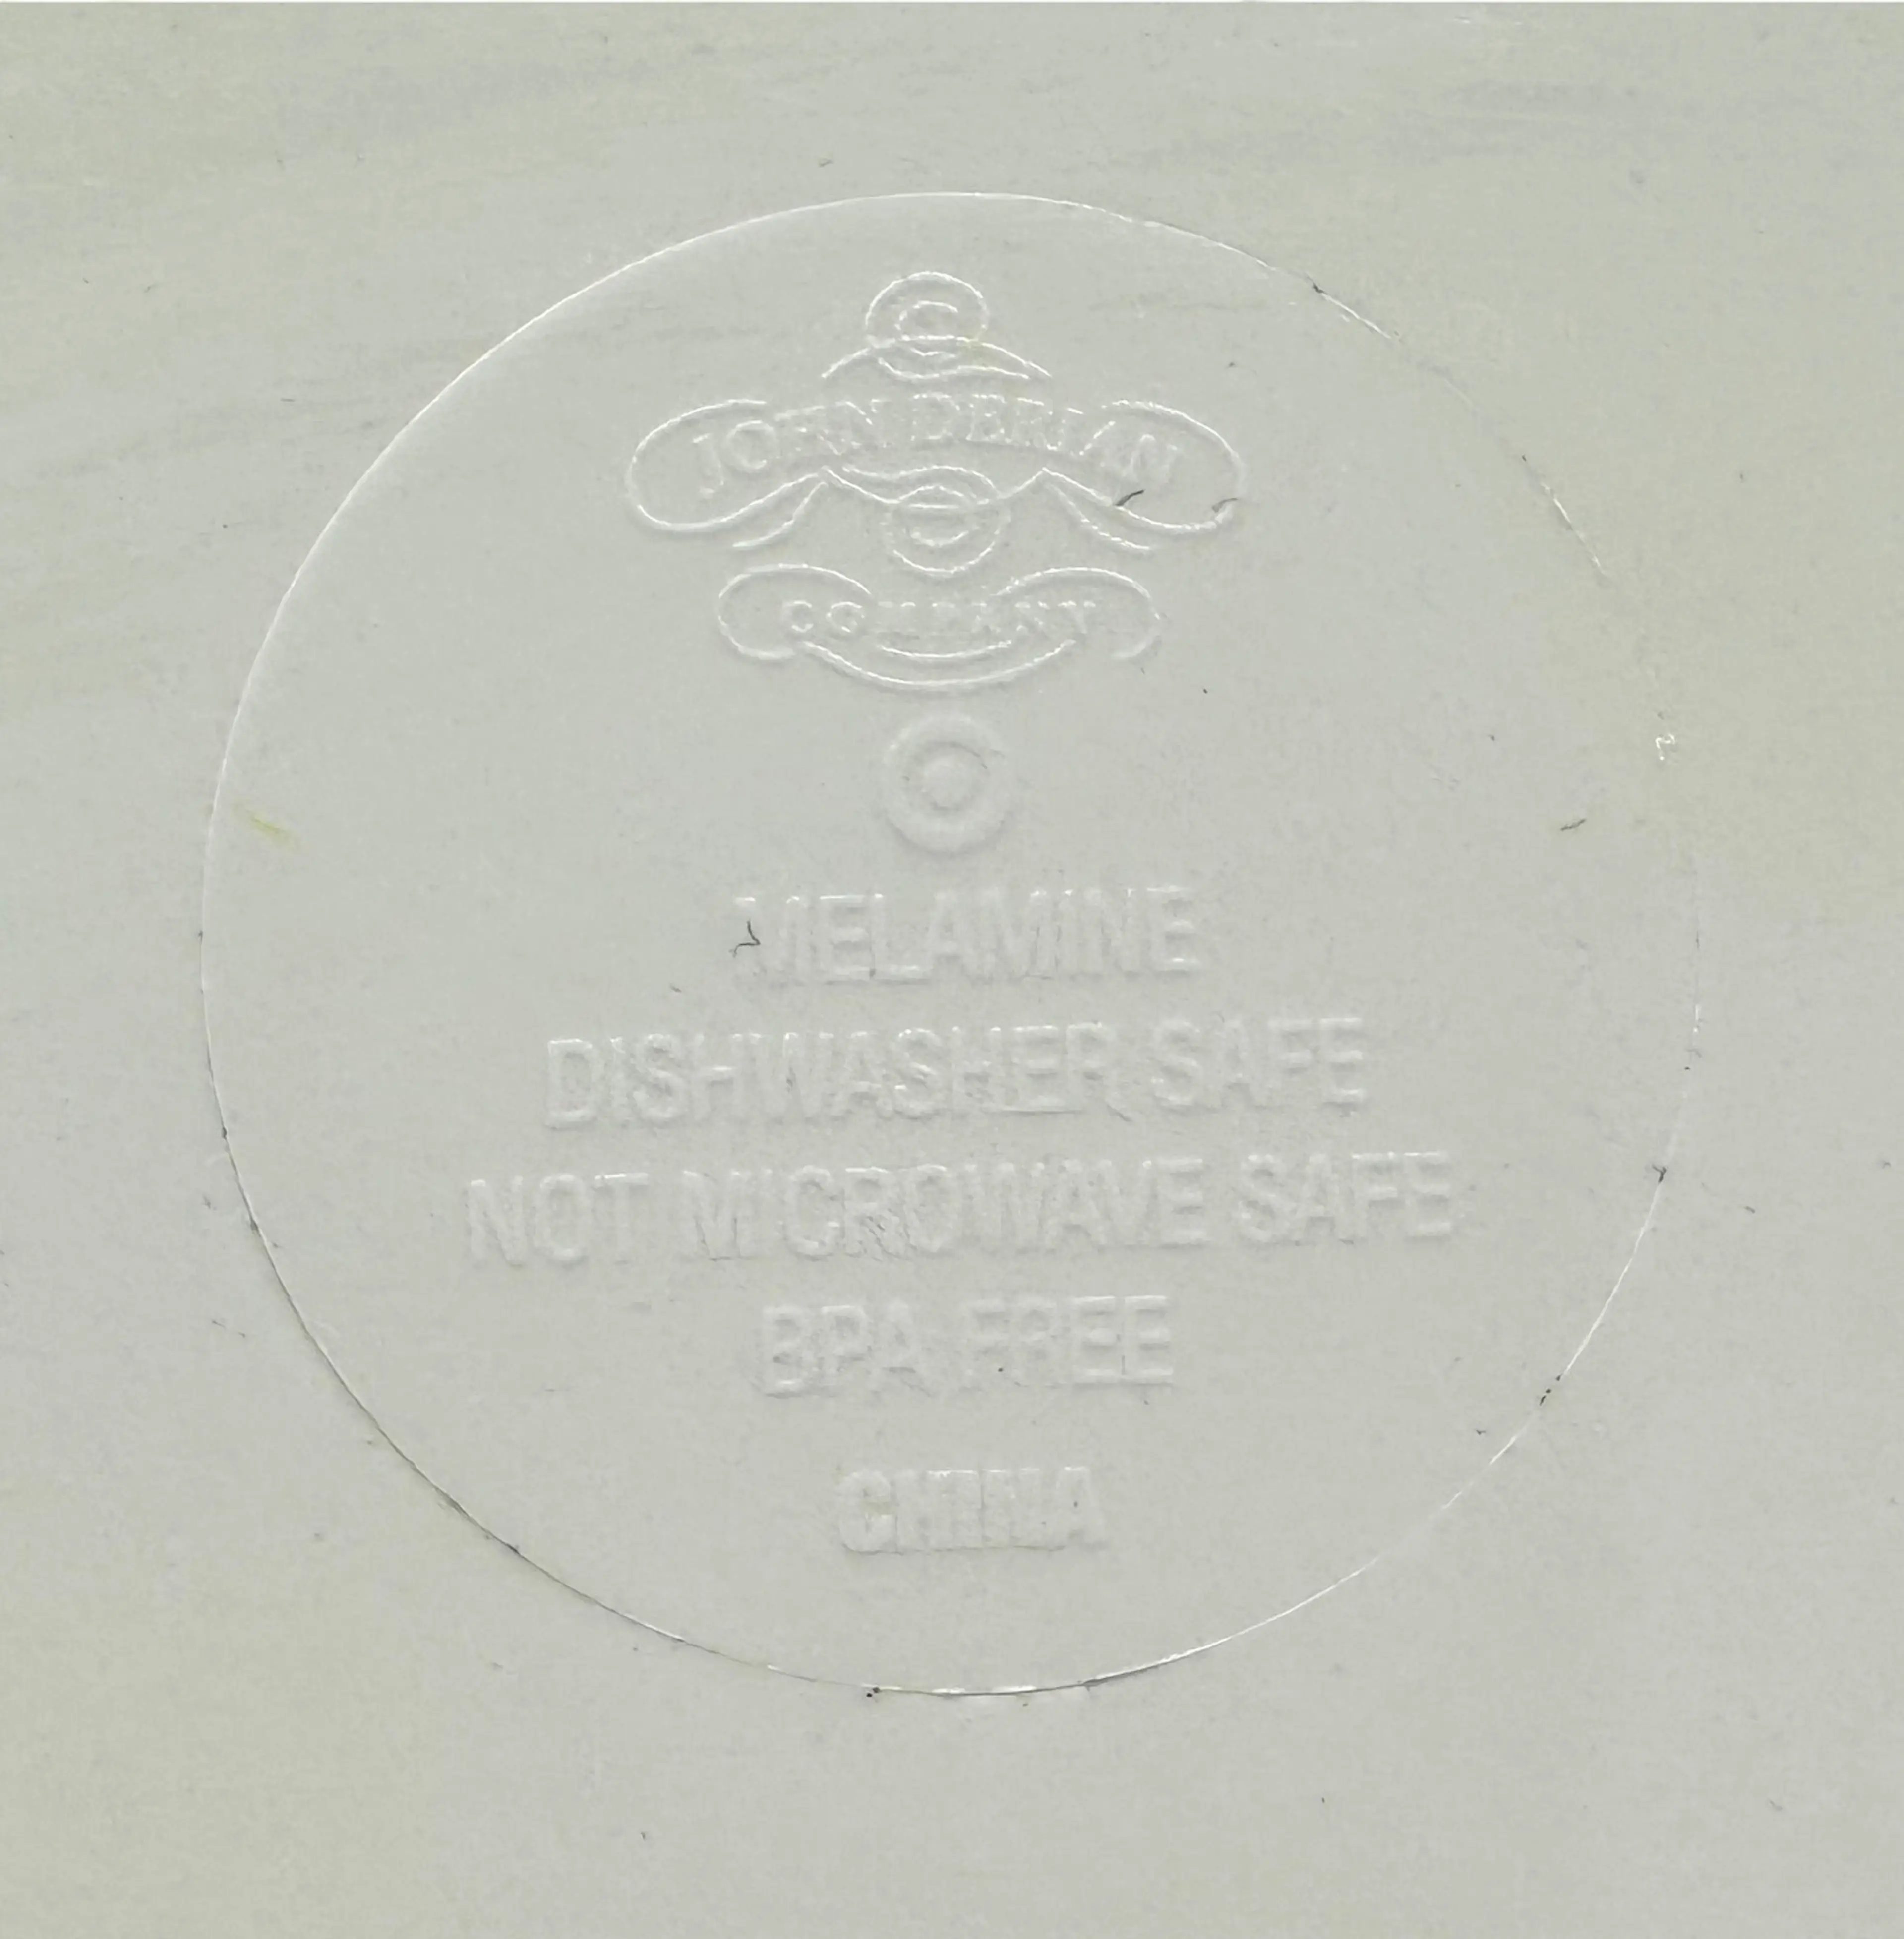 JOHN DERIAN
COMPANY
MELAMINE
DISHWASHER SAFE
NOT MICROWAVE SAFE
BPA FREE
CHINA